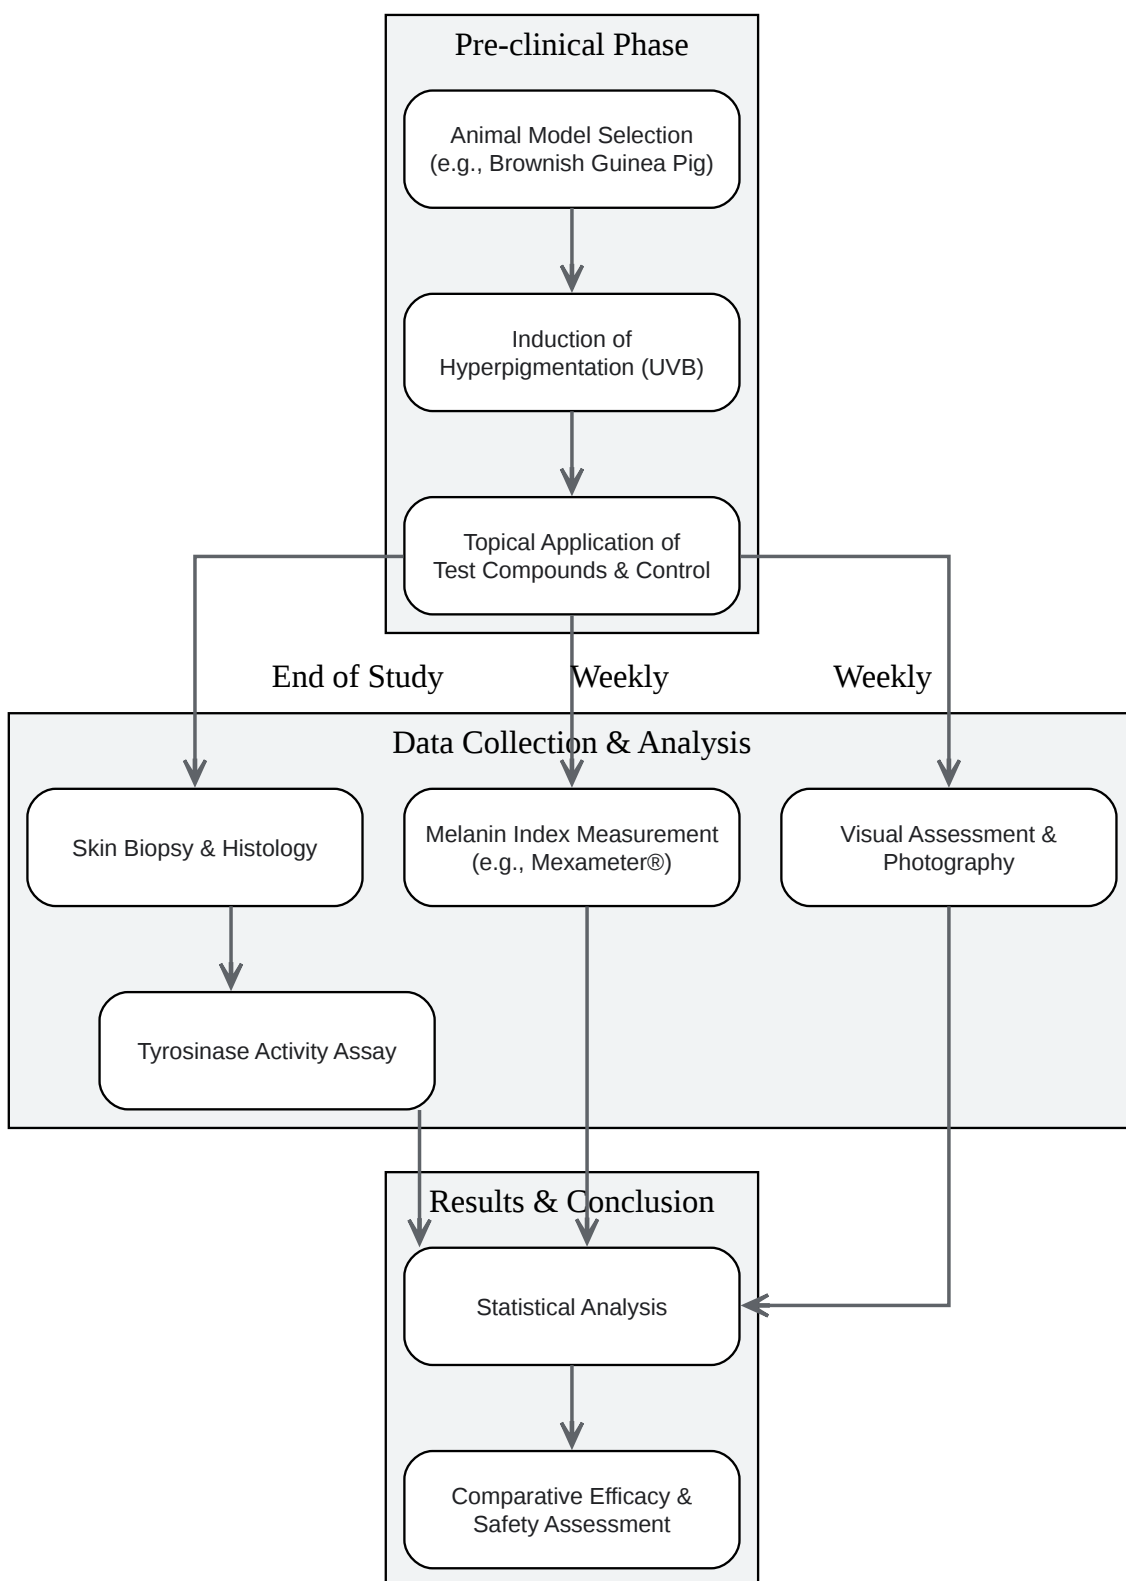 Pre-clinical Phase
Animal Model Selection
(e.g., Brownish Guinea Pig)
Induction of
Hyperpigmentation (UVB)
Topical Application of
Test Compounds & Control
End of Study
Weekly
Weekly
Data Collection & Analysis
Skin Biopsy & Histology
Melanin Index Measurement
(e.g., Mexameter®)
Visual Assessment &
Photography
Tyrosinase Activity Assay
Results & Conclusion
Statistical Analysis
Comparative Efficacy &
Safety Assessment